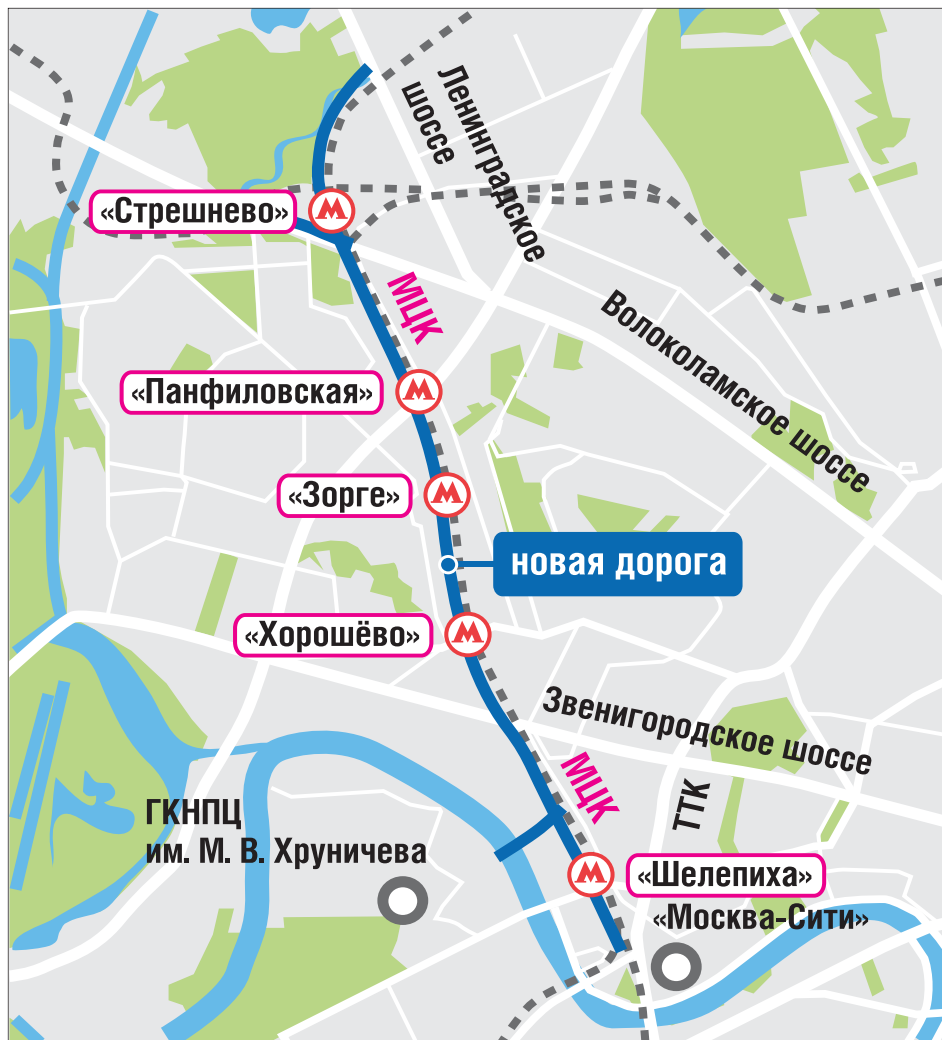 Ленинградское
шоссе
«Стрешнево»
М
МЦК
Волоколамское шоссе
«Панфиловская»
М
«Зорге»
М
новая дорога
«Хорошёво»
М
Звенигородское шоссе
МЦК
ТТК
ГКНПЦ
им. М. В. Хруничева
М
«Шелепиха»
«Москва-Сити»